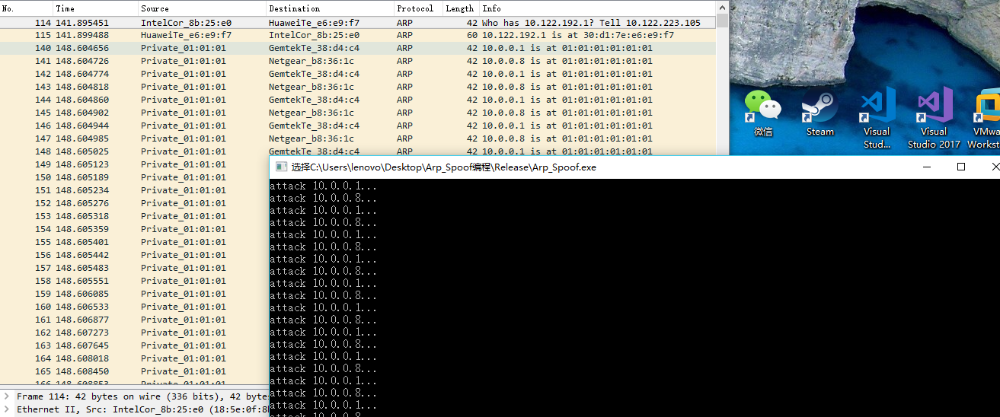 No. Time Source Destination Protocol Length Info
114 141.895451 IntelCor_8b:25:e0 HuaweiTe_e6:e9:f7 ARP 42 Who has 10.122.192.1? Tell 10.122.223.105
115 141.899488 HuaweiTe_e6:e9:f7 IntelCor_8b:25:e0 ARP 60 10.122.192.1 is at 30:d1:7e:e6:e9:f7
140 148.604656 Private_01:01:01 GemtekTe_38:d4:c4 ARP 42 10.0.0.1 is at 01:01:01:01:01:01
141 148.604726 Private_01:01:01 Netgear_b8:36:1c ARP 42 10.0.0.8 is at 01:01:01:01:01:01
142 148.604774 Private_01:01:01 GemtekTe_38:d4:c4 ARP 42 10.0.0.1 is at 01:01:01:01:01:01
143 148.604818 Private_01:01:01 Netgear_b8:36:1c ARP 42 10.0.0.8 is at 01:01:01:01:01:01
144 148.604860 Private_01:01:01 GemtekTe_38:d4:c4 ARP 42 10.0.0.1 is at 01:01:01:01:01:01
145 148.604902 Private_01:01:01 Netgear_b8:36:1c ARP 42 10.0.0.8 is at 01:01:01:01:01:01
146 148.604944 Private_01:01:01 GemtekTe_38:d4:c4 ARP 42 10.0.0.1 is at 01:01:01:01:01:01
147 148.604985 Private_01:01:01 Netgear_b8:36:1c ARP 42 10.0.0.8 is at 01:01:01:01:01:01
148 148.605025 Private_01:01:01 GemtekTe_38:d4:c4 ARP 42 10.0.0.1 is at 01:01:01:01:01:01
149 148.605123 Private_01:01:01
150 148.605189 Private_01:01:01
151 148.605234 Private_01:01:01
152 148.605276 Private_01:01:01
153 148.605318 Private_01:01:01
154 148.605359 Private_01:01:01
155 148.605401 Private_01:01:01
156 148.605442 Private_01:01:01
157 148.605483 Private_01:01:01
158 148.605551 Private_01:01:01
159 148.606085 Private_01:01:01
160 148.606533 Private_01:01:01
161 148.606877 Private_01:01:01
162 148.607273 Private_01:01:01
163 148.607645 Private_01:01:01
164 148.608018 Private_01:01:01
165 148.608450 Private_01:01:01
166 148.608853 Private_01:01:01
Frame 114: 42 bytes on wire (336 bits), 42 byte
Ethernet II, Src: IntelCor_8b:25:e0 (18:5e:0f:8
微信
Steam
Visual
Stud...
Visual
Studio 2017
VMwa
Workst
选择C:\Users\lenovo\Desktop\Arp_Spoof编程\Release\Arp_Spoof.exe
attack 10.0.0.1...
attack 10.0.0.8...
attack 10.0.0.1...
attack 10.0.0.8...
attack 10.0.0.1...
attack 10.0.0.8...
attack 10.0.0.1...
attack 10.0.0.8...
attack 10.0.0.1...
attack 10.0.0.8...
attack 10.0.0.1...
attack 10.0.0.8...
attack 10.0.0.1...
attack 10.0.0.8...
attack 10.0.0.1...
attack 10.0.0.8...
attack 10.0.0.1...
attack 10.0.0.8...
attack 10.0.0.1...
attack 10.0.0.8...